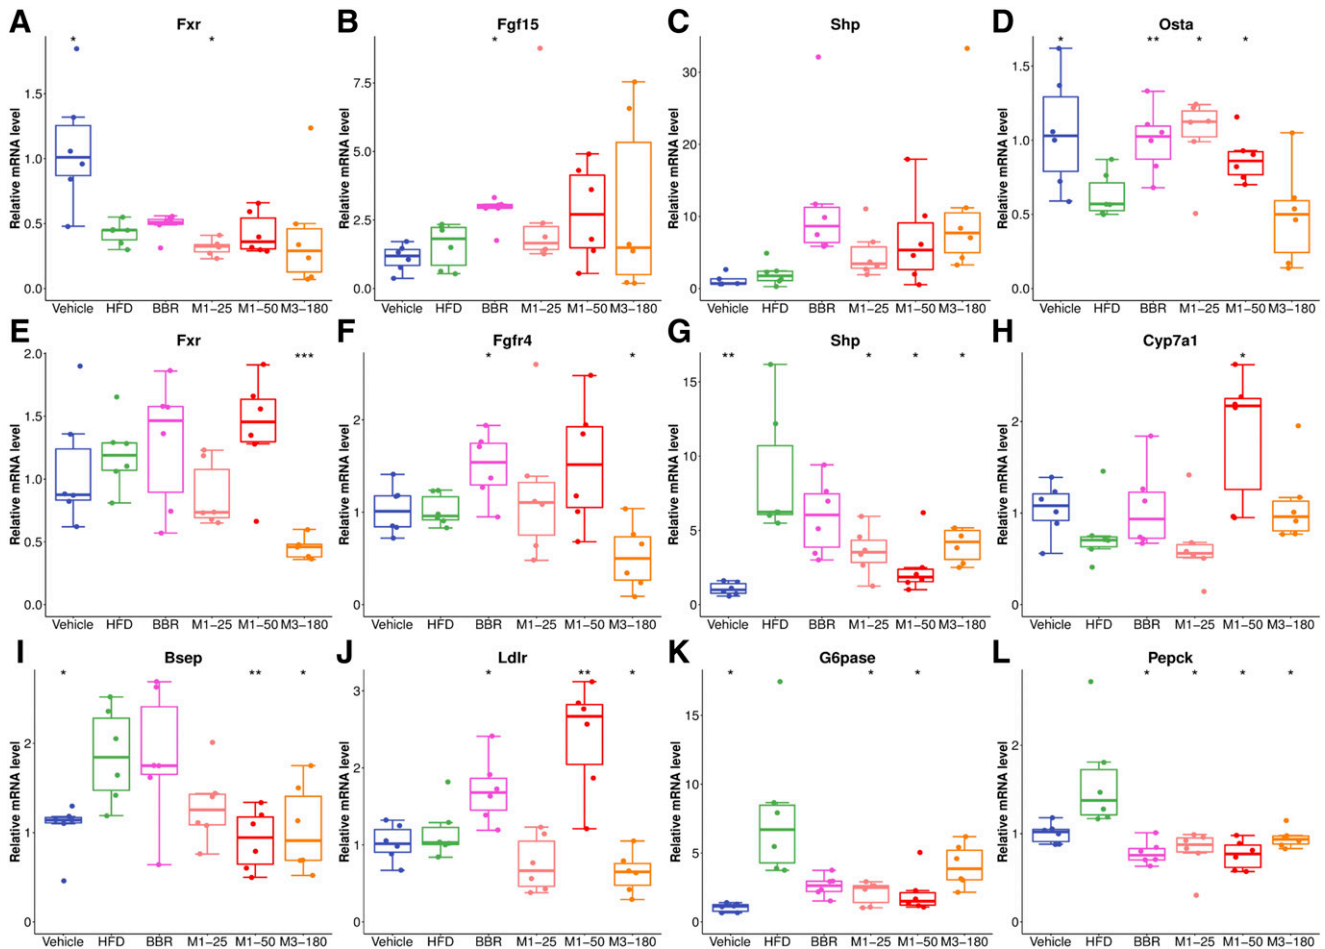 A Fxr
*
*
Relative mRNA level
1.5
1.0
0.5
0.0
Vehicle HFD BBR M1-25 M1-50 M3-180
B Fgf15
*
Relative mRNA level
7.5
5.0
2.5
0.0
Vehicle HFD BBR M1-25 M1-50 M3-180
C Shp
Relative mRNA level
30
20
10
0
Vehicle HFD BBR M1-25 M1-50 M3-180
D Osta
* ** * *
Relative mRNA level
1.5
1.0
0.5
0.0
Vehicle HFD BBR M1-25 M1-50 M3-180
E Fxr
***
Relative mRNA level
2.0
1.5
1.0
0.5
0.0
Vehicle HFD BBR M1-25 M1-50 M3-180
F Fgfr4
* *
Relative mRNA level
2
1
0
Vehicle HFD BBR M1-25 M1-50 M3-180
G Shp
** * * *
Relative mRNA level
15
10
5
0
Vehicle HFD BBR M1-25 M1-50 M3-180
H Cyp7a1
*
Relative mRNA level
2
1
0
Vehicle HFD BBR M1-25 M1-50 M3-180
I Bsep
* ** *
Relative mRNA level
2
1
0
Vehicle HFD BBR M1-25 M1-50 M3-180
J Ldlr
* ** *
Relative mRNA level
3
2
1
0
Vehicle HFD BBR M1-25 M1-50 M3-180
K G6pase
* * *
Relative mRNA level
15
10
5
0
Vehicle HFD BBR M1-25 M1-50 M3-180
L Pepck
* * * *
Relative mRNA level
2
1
0
Vehicle HFD BBR M1-25 M1-50 M3-180